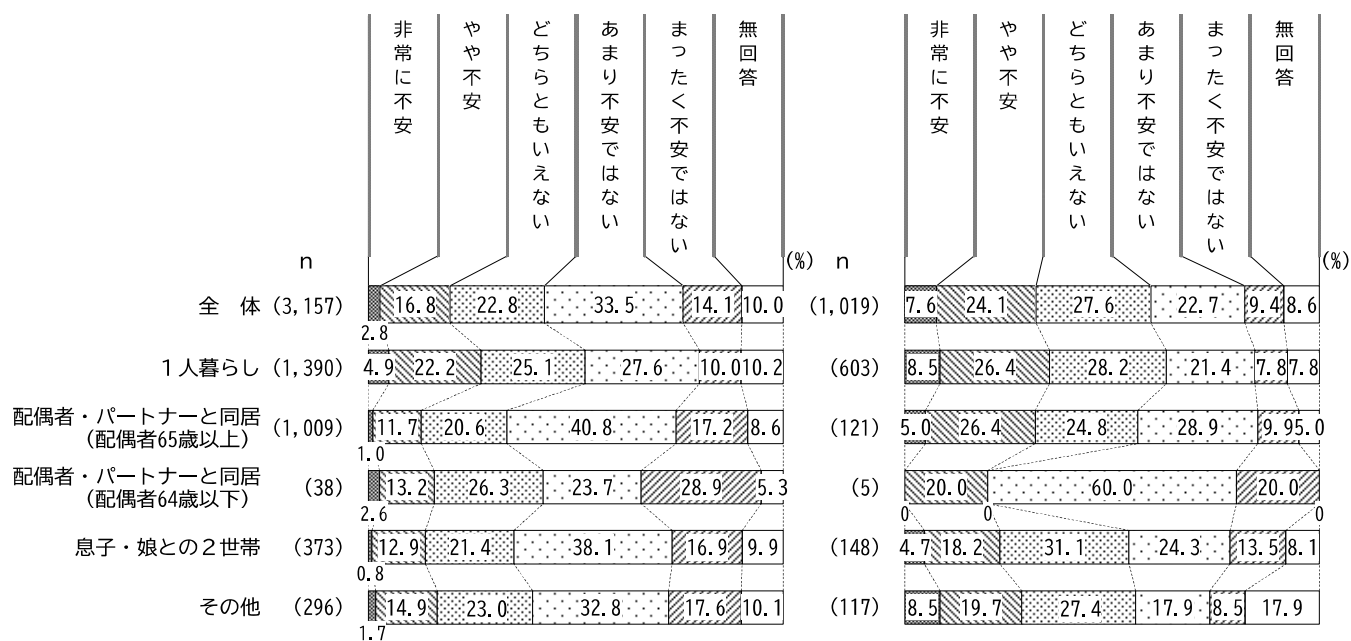 非常に不安
やや不安
どちらともいえない
あまり不安ではない
まったく不安ではない
無回答
非常に不安
やや不安
どちらともいえない
あまり不安ではない
まったく不安ではない
無回答
n (%) n (%)
全 体 (3,157) 16.8 22.8 33.5 14.1 10.0 (1,019) 7.6 24.1 27.6 22.7 9.4 8.6
2.8
1人暮らし (1,390) 4.9 22.2 25.1 27.6 10.0 10.2 (603) 8.5 26.4 28.2 21.4 7.8 7.8
配偶者・パートナーと同居
(配偶者65歳以上) (1,009) 11.7 20.6 40.8 17.2 8.6 (121) 5.0 26.4 24.8 28.9 9.9 5.0
1.0
配偶者・パートナーと同居
(配偶者64歳以下) (38) 13.2 26.3 23.7 28.9 5.3 (5) 20.0 60.0 20.0
2.6 0 0 0
息子・娘との2世帯 (373) 12.9 21.4 38.1 16.9 9.9 (148) 4.7 18.2 31.1 24.3 13.5 8.1
0.8
その他 (296) 14.9 23.0 32.8 17.6 10.1 (117) 8.5 19.7 27.4 17.9 8.5 17.9
1.7